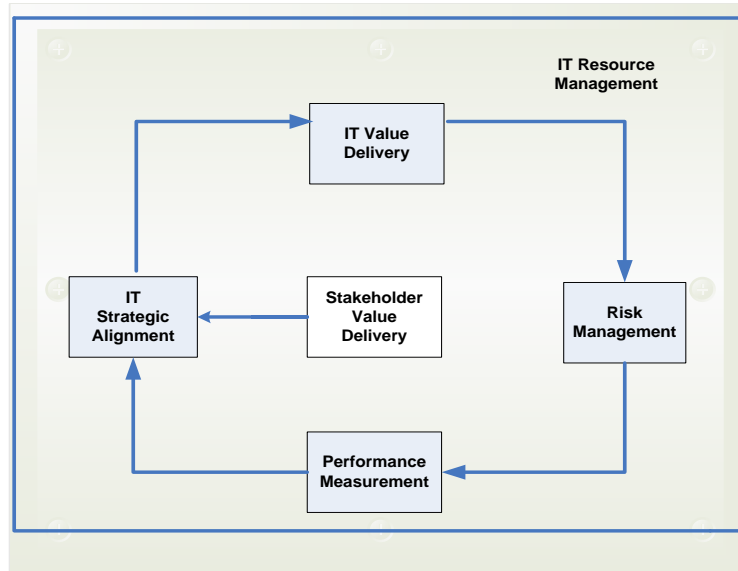 IT Resource
Management
IT Value
Delivery
IT
Strategic
Alignment
Stakeholder
Value
Delivery
Risk
Management
Performance
Measurement